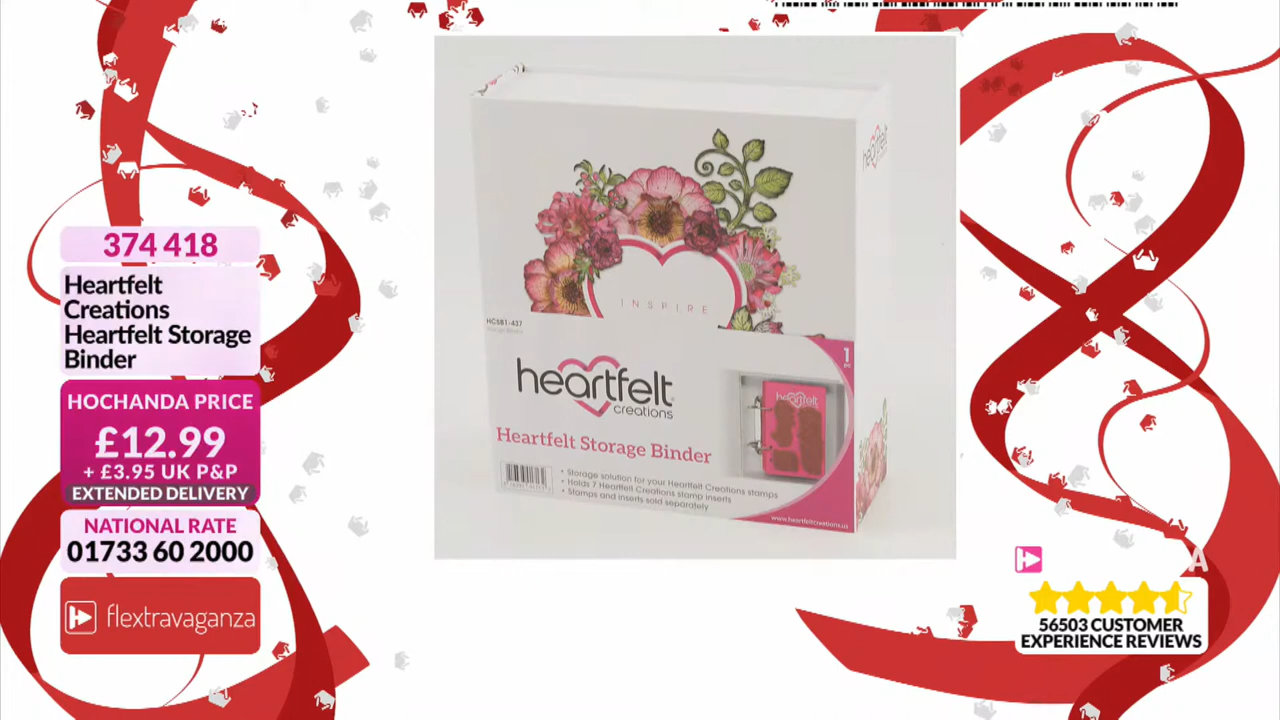 374 418
Heartfelt
Creations
Heartfelt Storage
Binder
HOCHANDA PRICE
£12.99
+ £3.95 UK P&P
EXTENDED DELIVERY
NATIONAL RATE
01733 60 2000
flextravaganza
heartfelt
INSPIRE
HCSB1-437
1
PC
heartfelt
creations
heartfelt
Heartfelt Storage Binder
• Storage solution for your Heartfelt Creations stamps
• Holds 7 Heartfelt Creations stamp inserts
• Stamps and inserts sold separately
www.heartfeltcreations.us
A
56503 CUSTOMER
EXPERIENCE REVIEWS